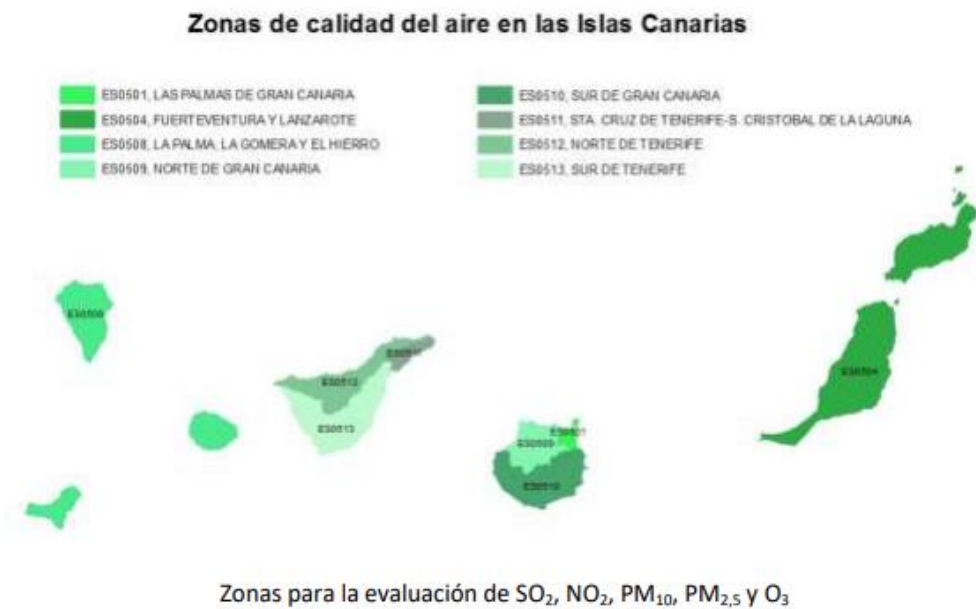 Zonas de calidad del aire en las Islas Canarias
ES0501, LAS PALMAS DE GRAN CANARIA
ES0504, FUERTEVENTURA Y LANZAROTE
ES0508, LA PALMA, LA GOMERA Y EL HIERRO
ES0509, NORTE DE GRAN CANARIA
ES0510, SUR DE GRAN CANARIA
ES0511, STA. CRUZ DE TENERIFE-S. CRISTOBAL DE LA LAGUNA
ES0512, NORTE DE TENERIFE
ES0513, SUR DE TENERIFE
ES0508
ES0511
ES0512
ES0504
ES0513
ES0501
ES0509
ES0510
Zonas para la evaluación de SO₂, NO₂, PM₁₀, PM₂,₅ y O₃